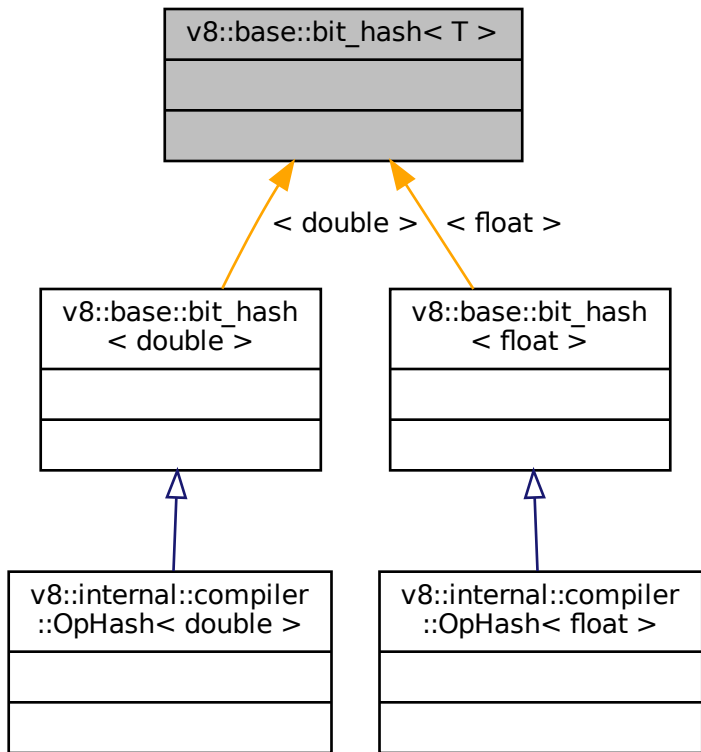 v8::base::bit_hash< T >
< double >
< float >
v8::base::bit_hash
< double >
v8::base::bit_hash
< float >
v8::internal::compiler
::OpHash< double >
v8::internal::compiler
::OpHash< float >